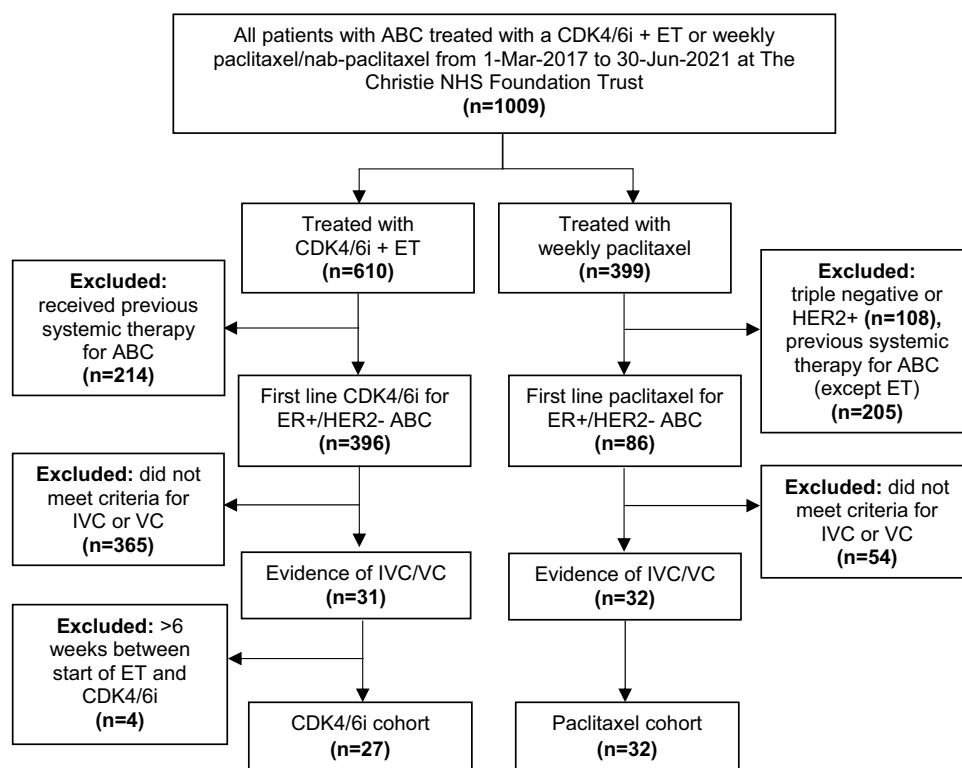 All patients with ABC treated with a CDK4/6i + ET or weekly
paclitaxel/nab-paclitaxel from 1-Mar-2017 to 30-Jun-2021 at The
Christie NHS Foundation Trust
(n=1009)
Treated with
CDK4/6i + ET
(n=610)
Treated with
weekly paclitaxel
(n=399)
Excluded:
received previous
systemic therapy
for ABC
(n=214)
Excluded:
triple negative or
HER2+ (n=108),
previous systemic
therapy for ABC
(except ET)
(n=205)
First line CDK4/6i for
ER+/HER2- ABC
(n=396)
First line paclitaxel for
ER+/HER2- ABC
(n=86)
Excluded: did not
meet criteria for
IVC or VC
(n=365)
Excluded: did not
meet criteria for
IVC or VC
(n=54)
Evidence of IVC/VC
(n=31)
Evidence of IVC/VC
(n=32)
Excluded: >6
weeks between
start of ET and
CDK4/6i
(n=4)
CDK4/6i cohort
(n=27)
Paclitaxel cohort
(n=32)